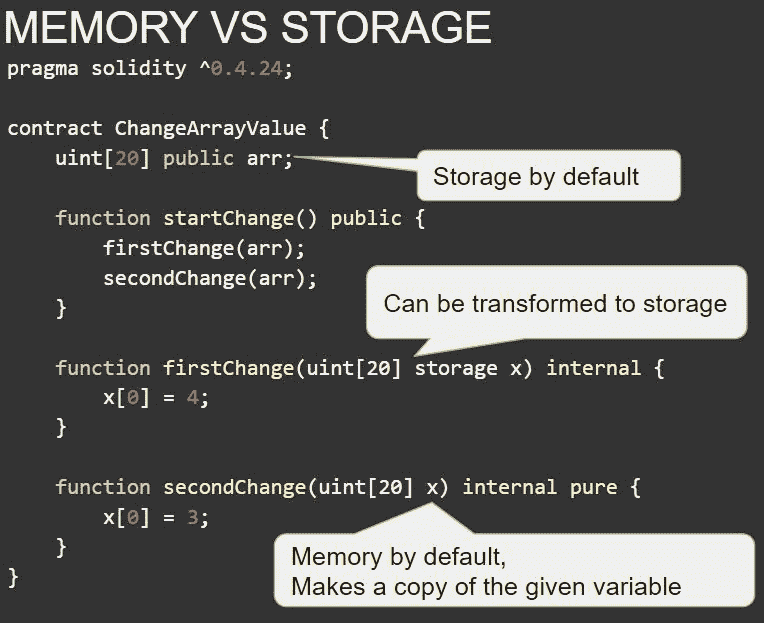 MEMORY VS STORAGE
pragma solidity ^0.4.24;
contract ChangeArrayValue {
uint[20] public arr;
Storage by default
function startChange() public {
firstChange(arr);
secondChange(arr);
}
Can be transformed to storage
function firstChange(uint[20] storage x) internal {
x[0] = 4;
}
function secondChange(uint[20] x) internal pure {
x[0] = 3;
}
Memory by default,
Makes a copy of the given variable
}